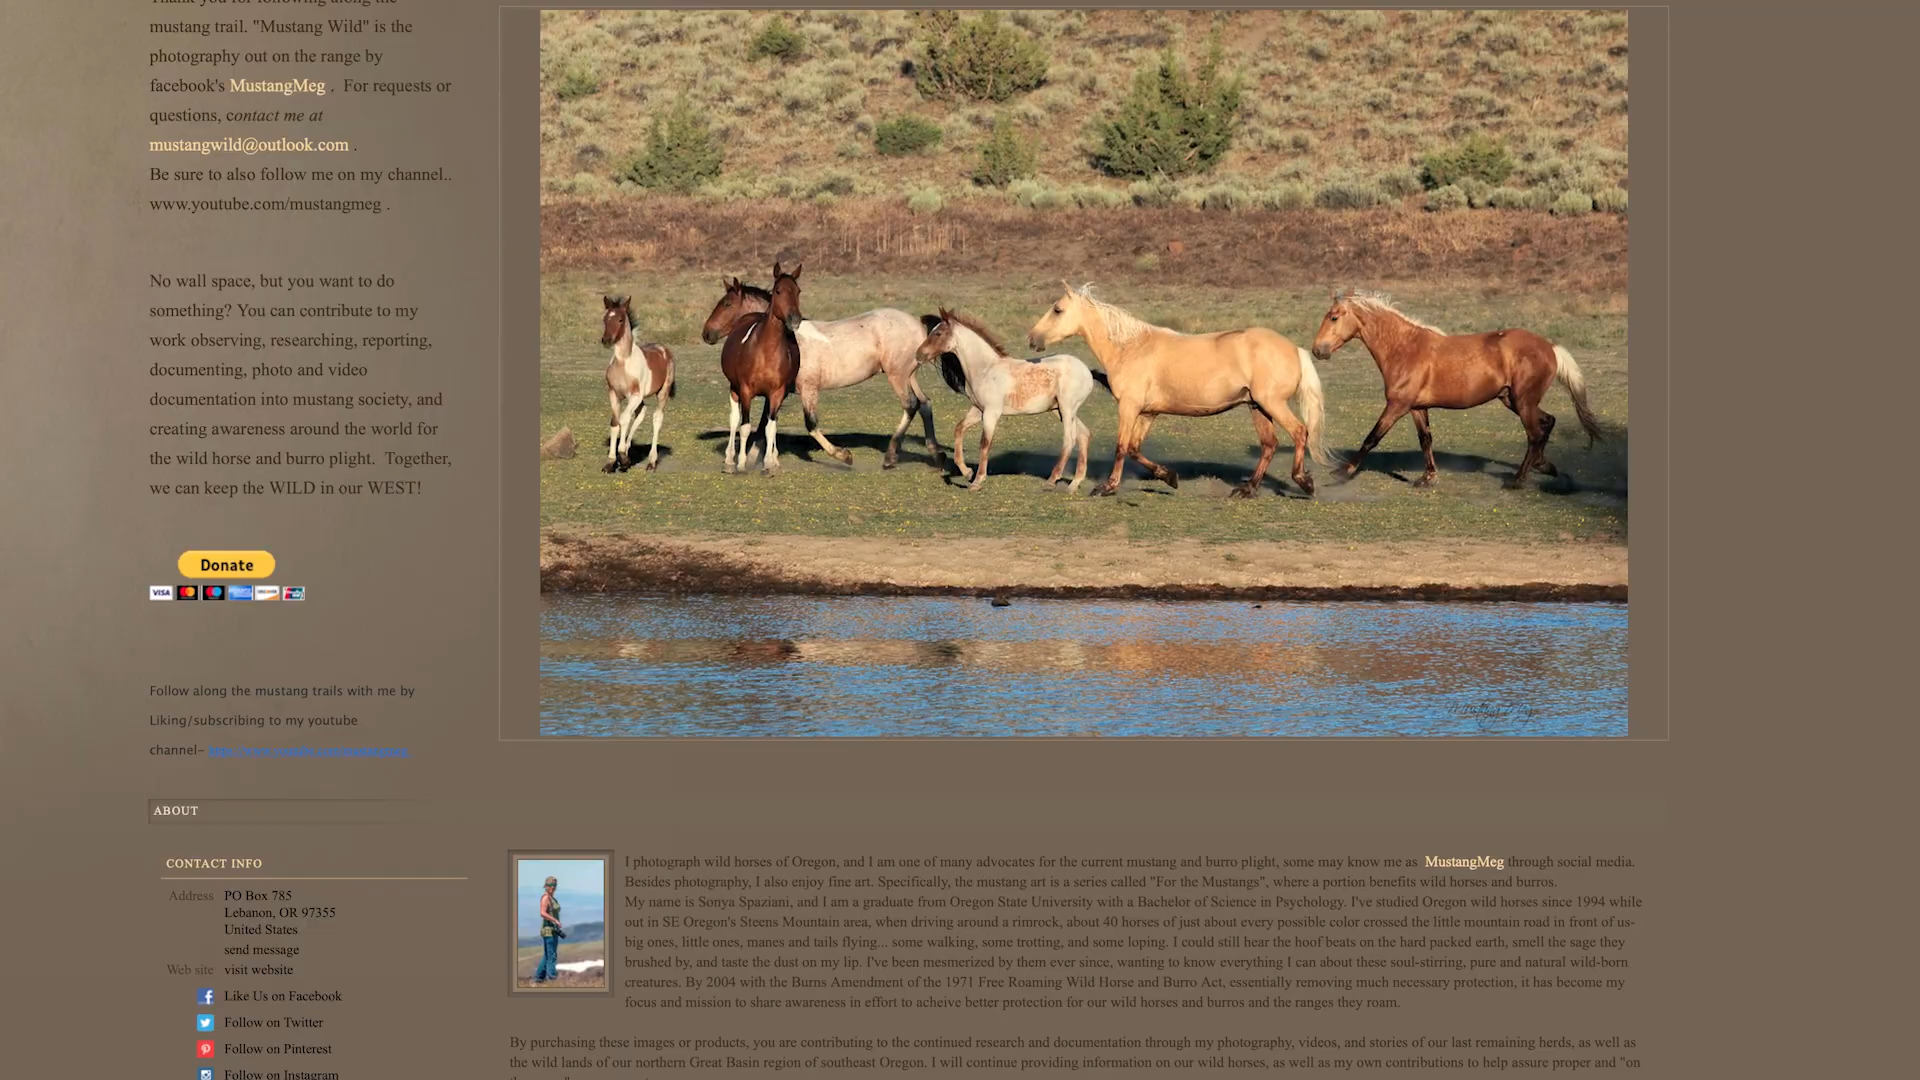 mustang trail. "Mustang Wild" is the
photography out on the range by
facebook's MustangMeg .  For requests or
questions, contact me at
mustangwild@outlook.com .
Be sure to also follow me on my channel..
www.youtube.com/mustangmeg .
No wall space, but you want to do
something? You can contribute to my
work observing, researching, reporting,
documenting, photo and video
documentation into mustang society, and
creating awareness around the world for
the wild horse and burro plight.  Together,
we can keep the WILD in our WEST!
Donate
VISA
Follow along the mustang trails with me by
Liking/subscribing to my youtube
channel-
ABOUT
CONTACT INFO
Address PO Box 785
Lebanon, OR 97355
United States
send message
Web site visit website
Like Us on Facebook
Follow on Twitter
Follow on Pinterest
Follow on Instagram
I photograph wild horses of Oregon, and I am one of many advocates for the current mustang and burro plight, some may know me as  MustangMeg through social media.
Besides photography, I also enjoy fine art. Specifically, the mustang art is a series called "For the Mustangs", where a portion benefits wild horses and burros.
My name is Sonya Spaziani, and I am a graduate from Oregon State University with a Bachelor of Science in Psychology. I've studied Oregon wild horses since 1994 while
out in SE Oregon's Steens Mountain area, when driving around a rimrock, about 40 horses of just about every possible color crossed the little mountain road in front of us-
big ones, little ones, manes and tails flying... some walking, some trotting, and some loping. I could still hear the hoof beats on the hard packed earth, smell the sage they
brushed by, and taste the dust on my lip. I've been mesmerized by them ever since, wanting to know everything I can about these soul-stirring, pure and natural wild-born
creatures. By 2004 with the Burns Amendment of the 1971 Free Roaming Wild Horse and Burro Act, essentially removing much necessary protection, it has become my
focus and mission to share awareness in effort to acheive better protection for our wild horses and burros and the ranges they roam.
By purchasing these images or products, you are contributing to the continued research and documentation through my photography, videos, and stories of our last remaining herds, as well as
the wild lands of our northern Great Basin region of southeast Oregon. I will continue providing information on our wild horses, as well as my own contributions to help assure proper and "on